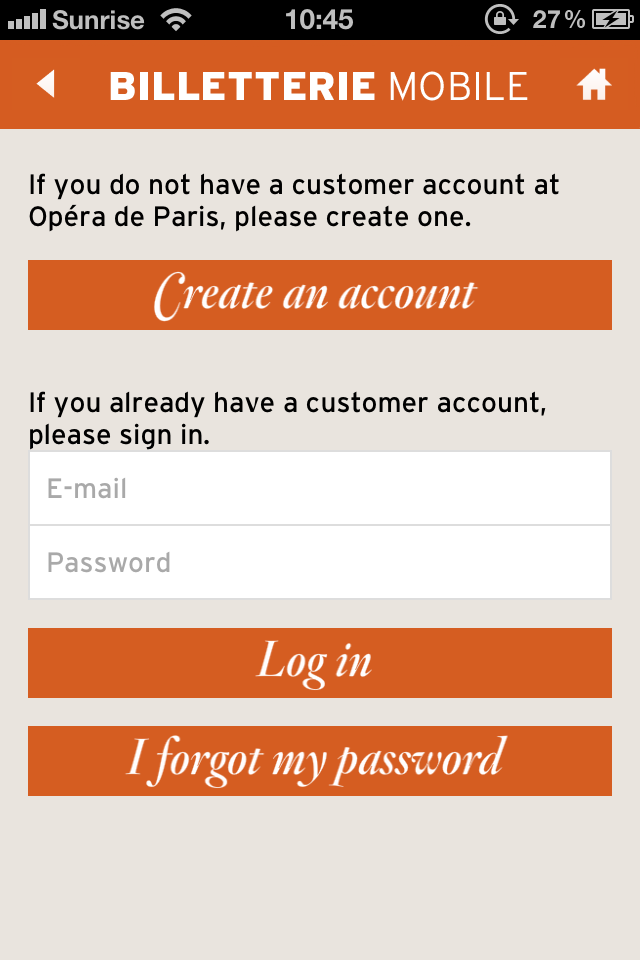 Sunrise 10:45 27%
BILLETTERIE MOBILE
If you do not have a customer account at
Opéra de Paris, please create one.
Create an account
If you already have a customer account,
please sign in.
E-mail
Password
Log in
I forgot my password